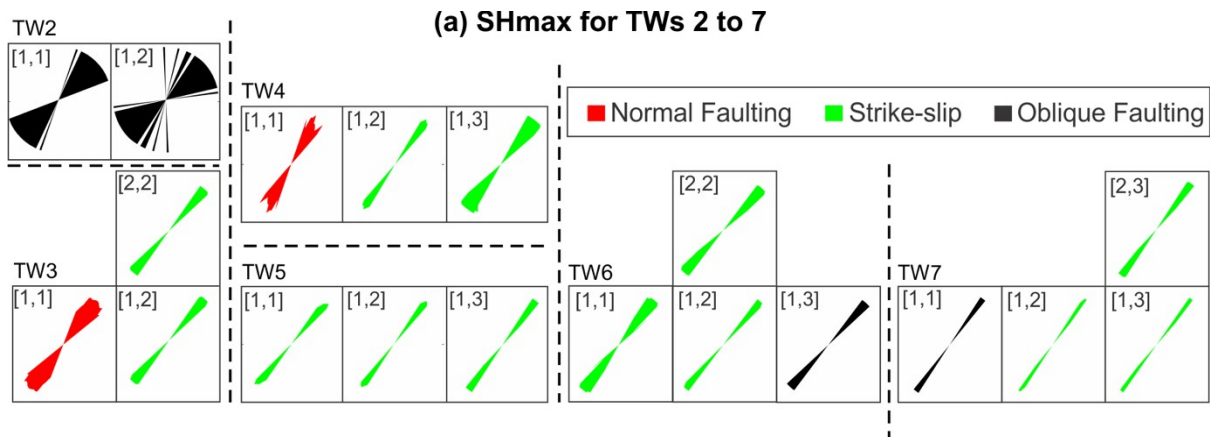 (a) SHmax for TWs 2 to 7
TW2
[1,1] [1,2]
TW4
[1,1] [1,2] [1,3]
Normal Faulting Strike-slip Oblique Faulting
[2,2]
TW3
[1,1] [1,2]
TW5
[1,1] [1,2] [1,3]
[2,2]
TW6
[1,1] [1,2] [1,3]
[2,3]
TW7
[1,1] [1,2] [1,3]